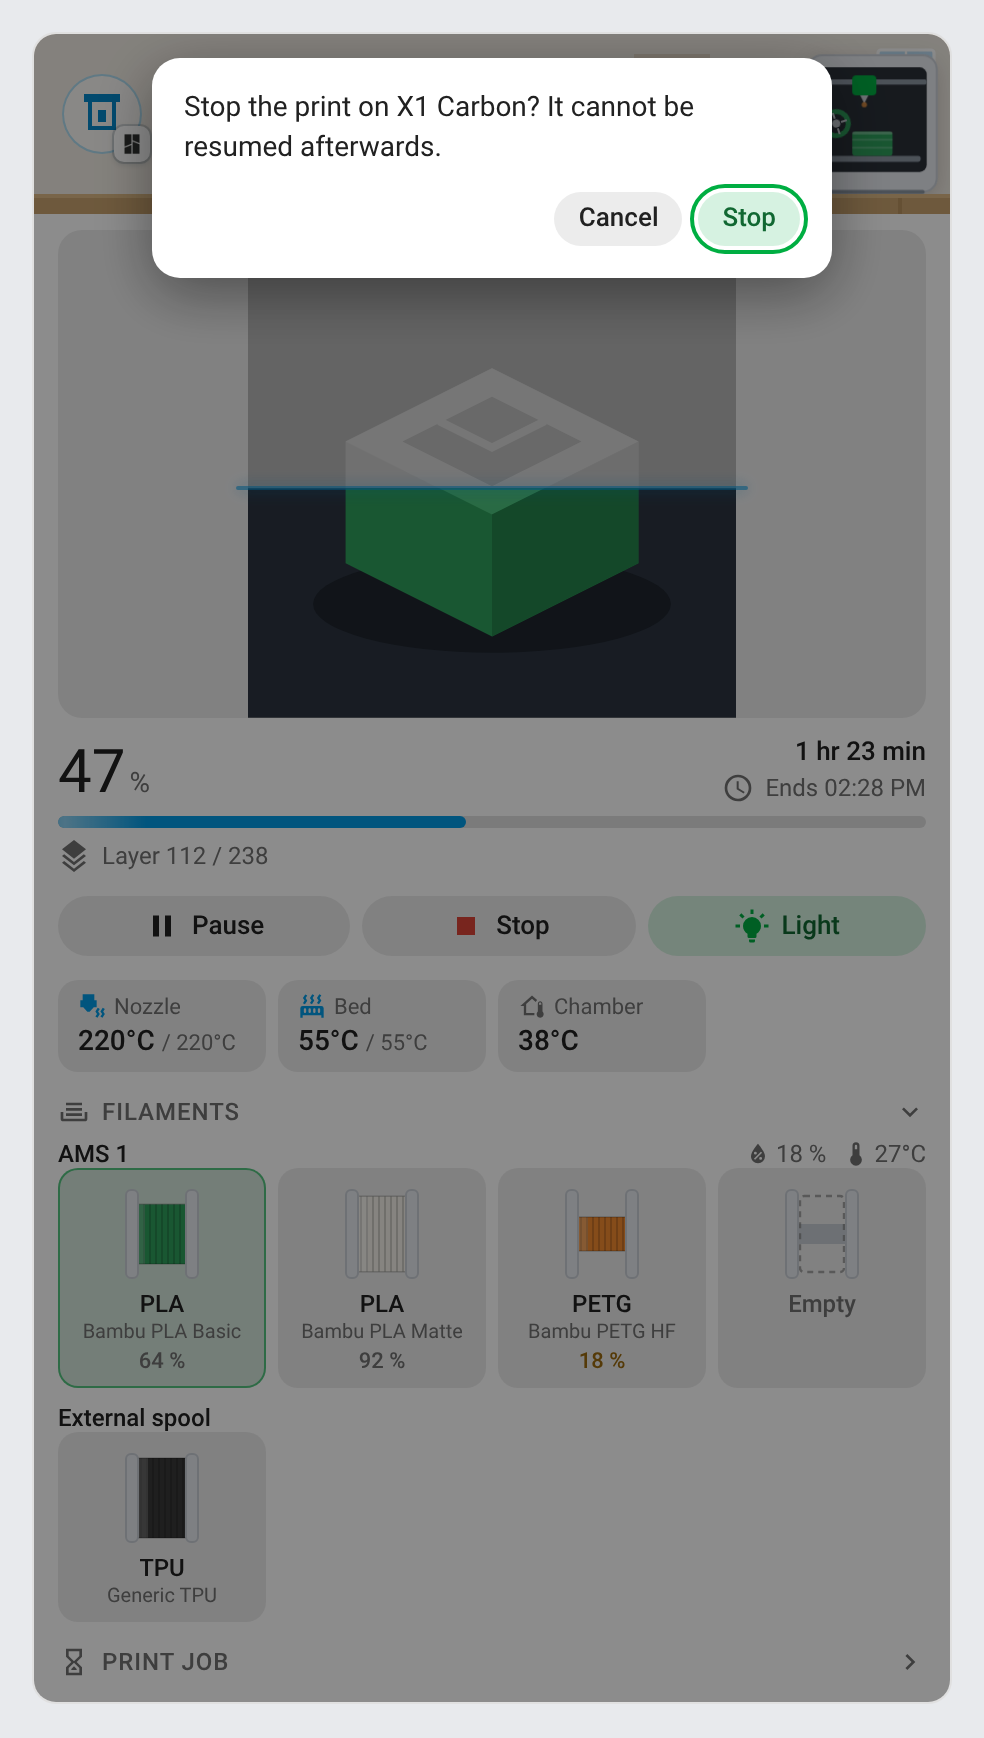 Stop the print on X1 Carbon? It cannot be
resumed afterwards.
Cancel
Stop
47 %
1 hr 23 min
Ends 02:28 PM
Layer 112 / 238
Pause
Stop
Light
Nozzle
220°C / 220°C
Bed
55°C / 55°C
Chamber
38°C
FILAMENTS
AMS 1
18 %
27°C
PLA
Bambu PLA Basic
64 %
PLA
Bambu PLA Matte
92 %
PETG
Bambu PETG HF
18 %
Empty
External spool
TPU
Generic TPU
PRINT JOB